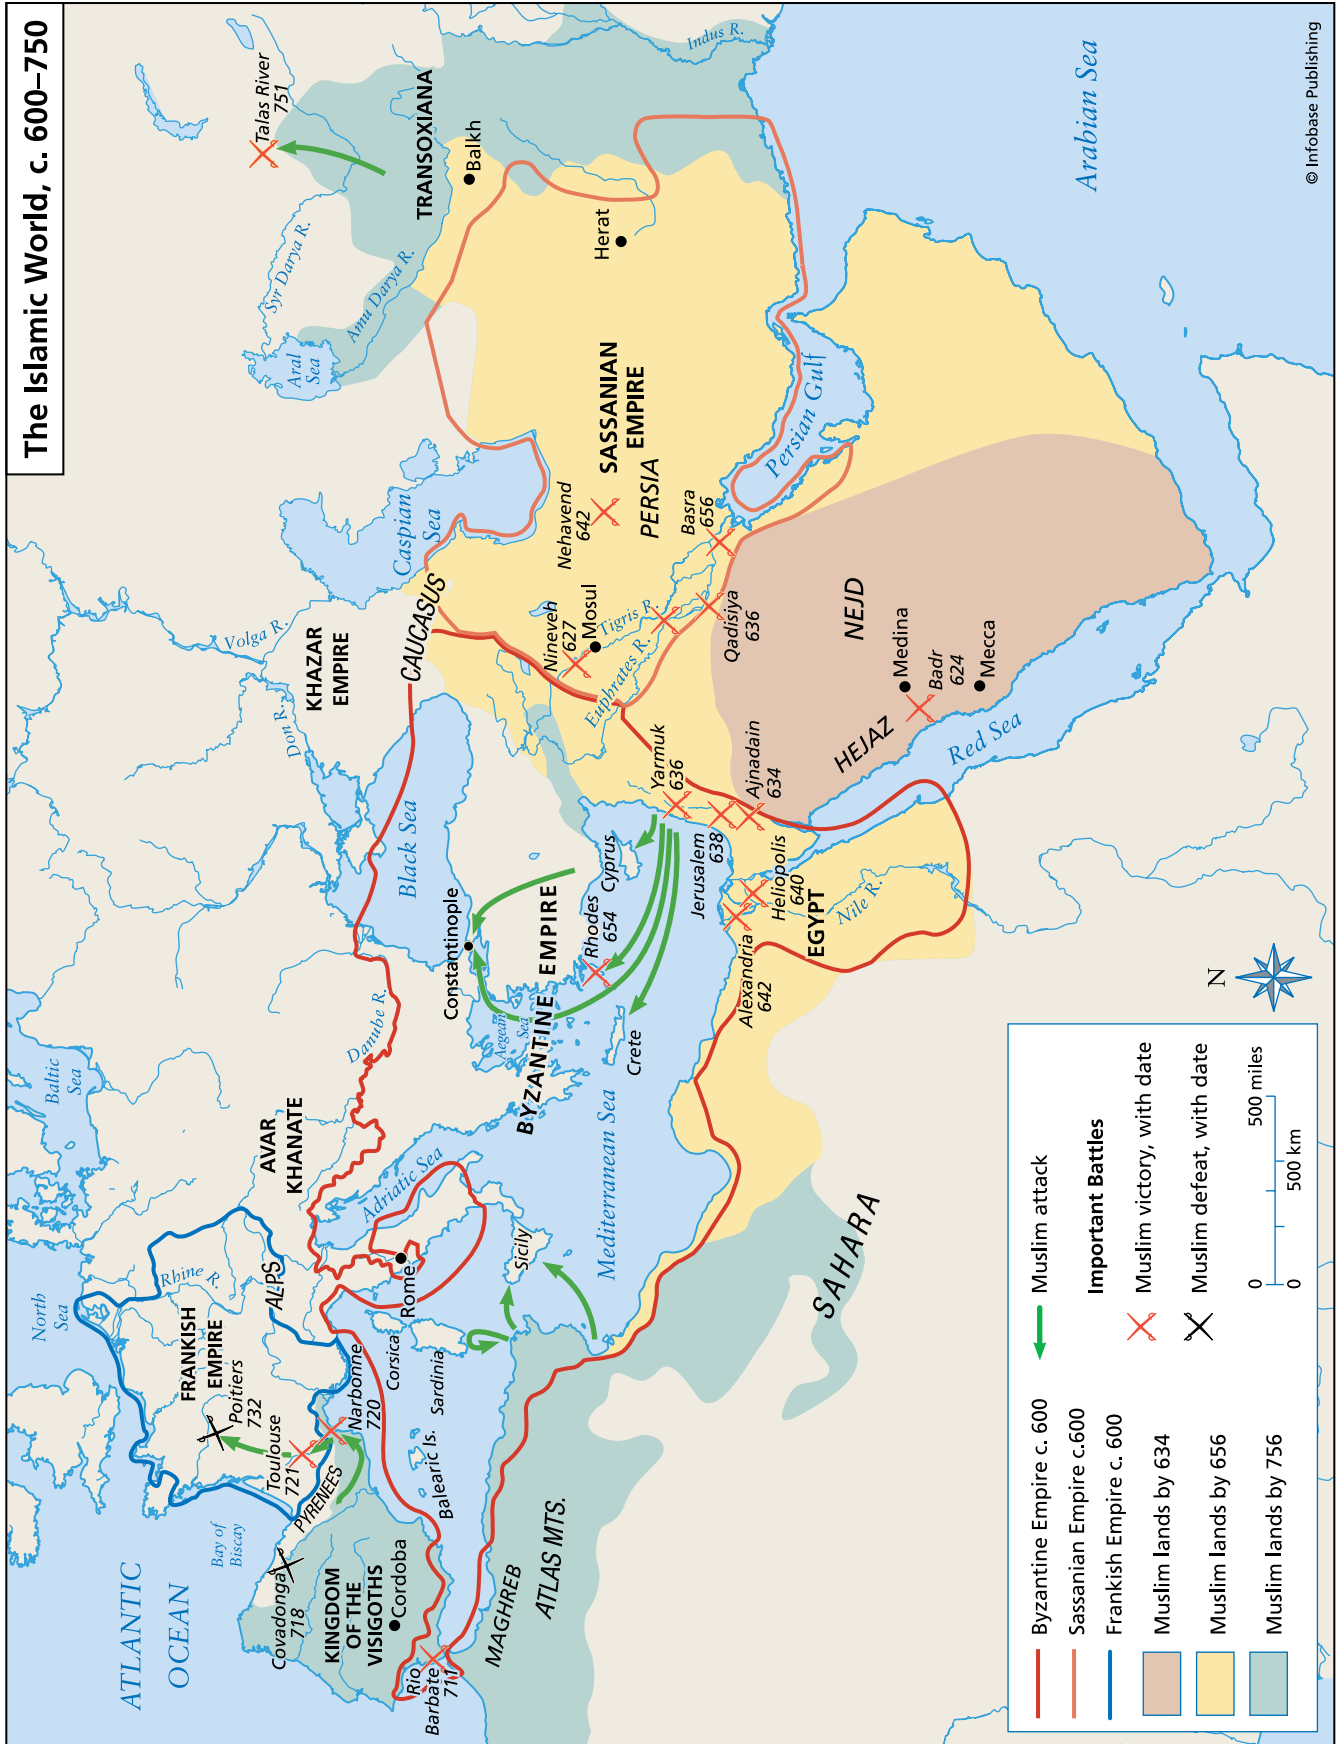 The Islamic World, c. 600–750
ATLANTIC
OCEAN
North
Sea
Baltic
Sea
Bay of
Biscay
Rhine R.
FRANKISH
EMPIRE
ALPS
AVAR
KHANATE
Poitiers
732
Toulouse
721
Narbonne
720
PYRENEES
Covadonga
718
KINGDOM
OF THE
VISIGOTHS
Cordoba
Rio
Barbate
711
Balearic Is.
Corsica
Sardinia
Rome
Adriatic Sea
Sicily
Danube R.
MAGHREB
ATLAS MTS.
SAHARA
Mediterranean Sea
BYZANTINE EMPIRE
Aegean
Sea
Constantinople
Black Sea
Crete
Rhodes
654
Cyprus
Don R.
Volga R.
KHAZAR
EMPIRE
CAUCASUS
Caspian
Sea
Aral
Sea
Syr Darya R.
Amu Darya R.
Talas River
751
TRANSOXIANA
Balkh
Herat
Indus R.
SASSANIAN
EMPIRE
PERSIA
Nehavend
642
Nineveh
627
Mosul
Tigris R.
Euphrates R.
Basra
656
Qadisiya
636
Persian Gulf
Arabian Sea
Yarmuk
636
Ajnadain
634
Jerusalem
638
Heliopolis
640
Alexandria
642
EGYPT
Nile R.
Red Sea
HEJAZ
NEJD
Medina
Badr
624
Mecca
N
Byzantine Empire c. 600
Sassanian Empire c.600
Frankish Empire c. 600
Muslim lands by 634
Muslim lands by 656
Muslim lands by 756
Muslim attack
Important Battles
Muslim victory, with date
Muslim defeat, with date
0 500 miles
0 500 km
© Infobase Publishing